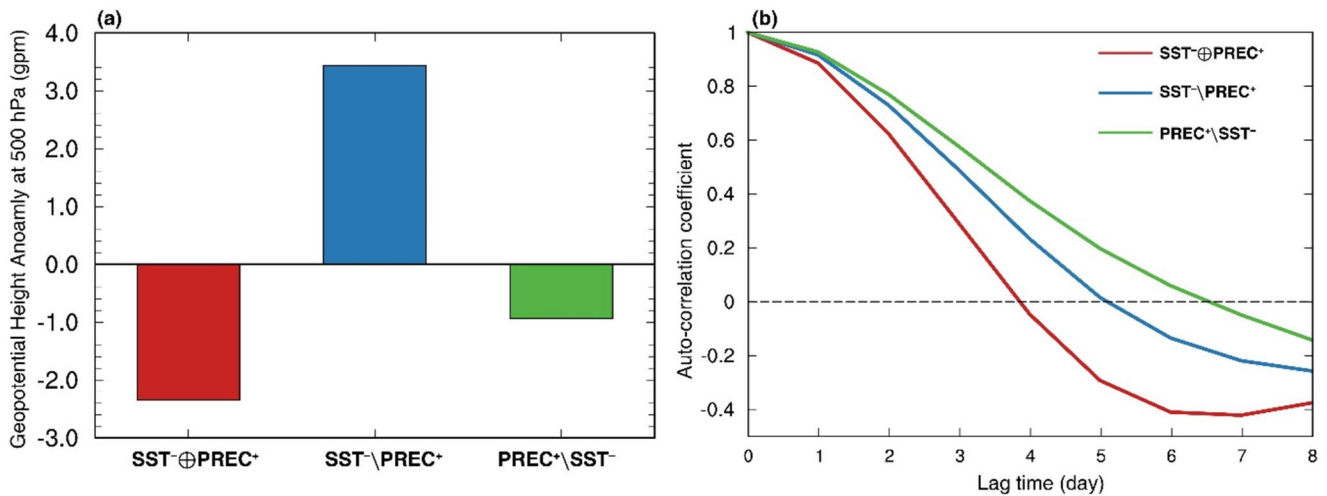 (a)
Geopotential Height Anoamly at 500 hPa (gpm)
4.0
3.0
2.0
1.0
0.0
-1.0
-2.0
-3.0
SST⁻⊕PREC⁺
SST⁻\PREC⁺
PREC⁺\SST⁻
(b)
Auto-correlation coefficient
1
0.8
0.6
0.4
0.2
0
-0.2
-0.4
SST⁻⊕PREC⁺
SST⁻\PREC⁺
PREC⁺\SST⁻
0 1 2 3 4 5 6 7 8
Lag time (day)